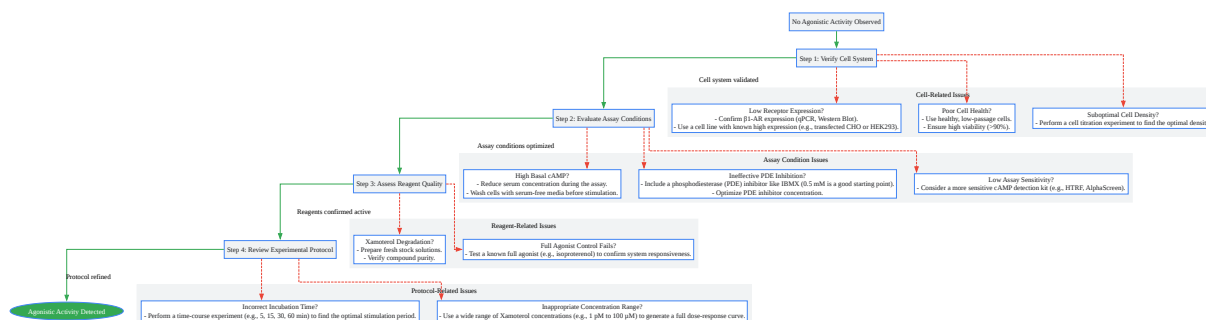 No Agonistic Activity Observed
Step 1: Verify Cell System
Cell system validated
Cell-Related Issues
Low Receptor Expression?
- Confirm β1-AR expression (qPCR, Western Blot).
- Use a cell line with known high expression (e.g., transfected CHO or HEK293).
Poor Cell Health?
- Use healthy, low-passage cells.
- Ensure high viability (>90%).
Suboptimal Cell Density?
- Perform a cell titration experiment to find the optimal
Step 2: Evaluate Assay Conditions
Assay conditions optimized
Assay Condition Issues
High Basal cAMP?
- Reduce serum concentration during the assay.
- Wash cells with serum-free media before stimulation.
Ineffective PDE Inhibition?
- Include a phosphodiesterase (PDE) inhibitor like IBMX (0.5 mM is a good starting point).
- Optimize PDE inhibitor concentration.
Low Assay Sensitivity?
- Consider a more sensitive cAMP detection kit (e.g., HTRF, AlphaScreen).
Step 3: Assess Reagent Quality
Reagents confirmed active
Reagent-Related Issues
Xamoterol Degradation?
- Prepare fresh stock solutions.
- Verify compound purity.
Full Agonist Control Fails?
- Test a known full agonist (e.g., isoproterenol) to confirm system responsiveness.
Step 4: Review Experimental Protocol
Protocol refined
Protocol-Related Issues
Agonistic Activity Detected
Incorrect Incubation Time?
- Perform a time-course experiment (e.g., 5, 15, 30, 60 min) to find the optimal stimulation period.
Inappropriate Concentration Range?
- Use a wide range of Xamoterol concentrations (e.g., 1 pM to 100 μM) to generate a full dose-response curve.